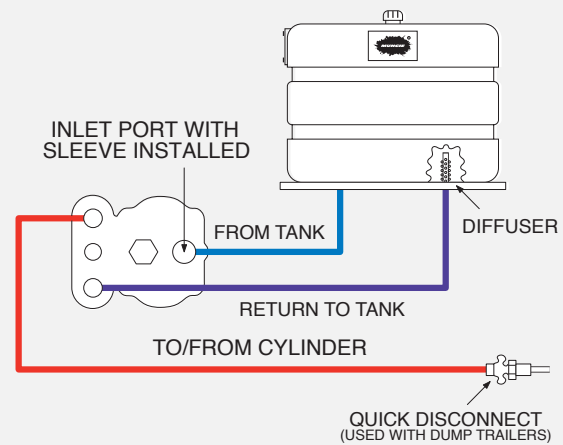 MUNCIE
INLET PORT WITH
SLEEVE INSTALLED
FROM TANK
DIFFUSER
RETURN TO TANK
TO/FROM CYLINDER
QUICK DISCONNECT
(USED WITH DUMP TRAILERS)